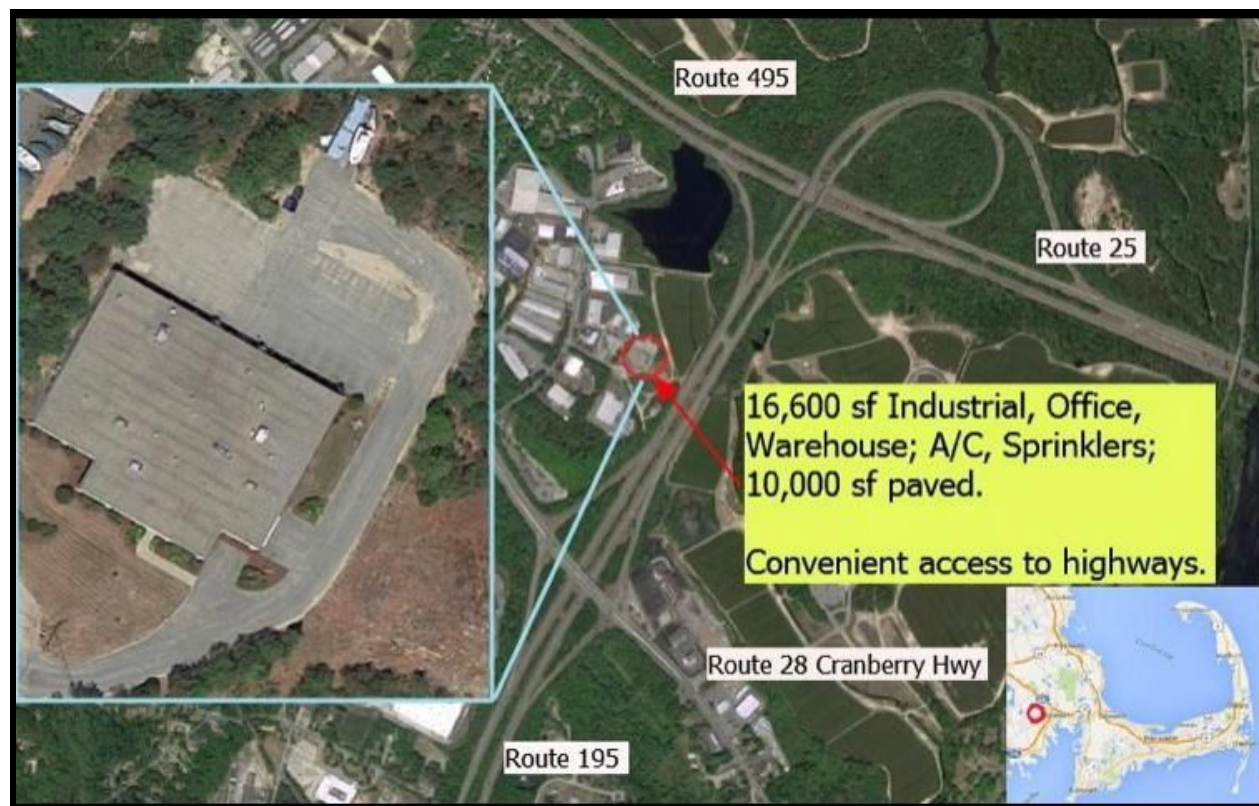 Route 495
Route 25
16,600 sf Industrial, Office,
Warehouse; A/C, Sprinklers;
10,000 sf paved.
Convenient access to highways.
Route 28 Cranberry Hwy
Route 195